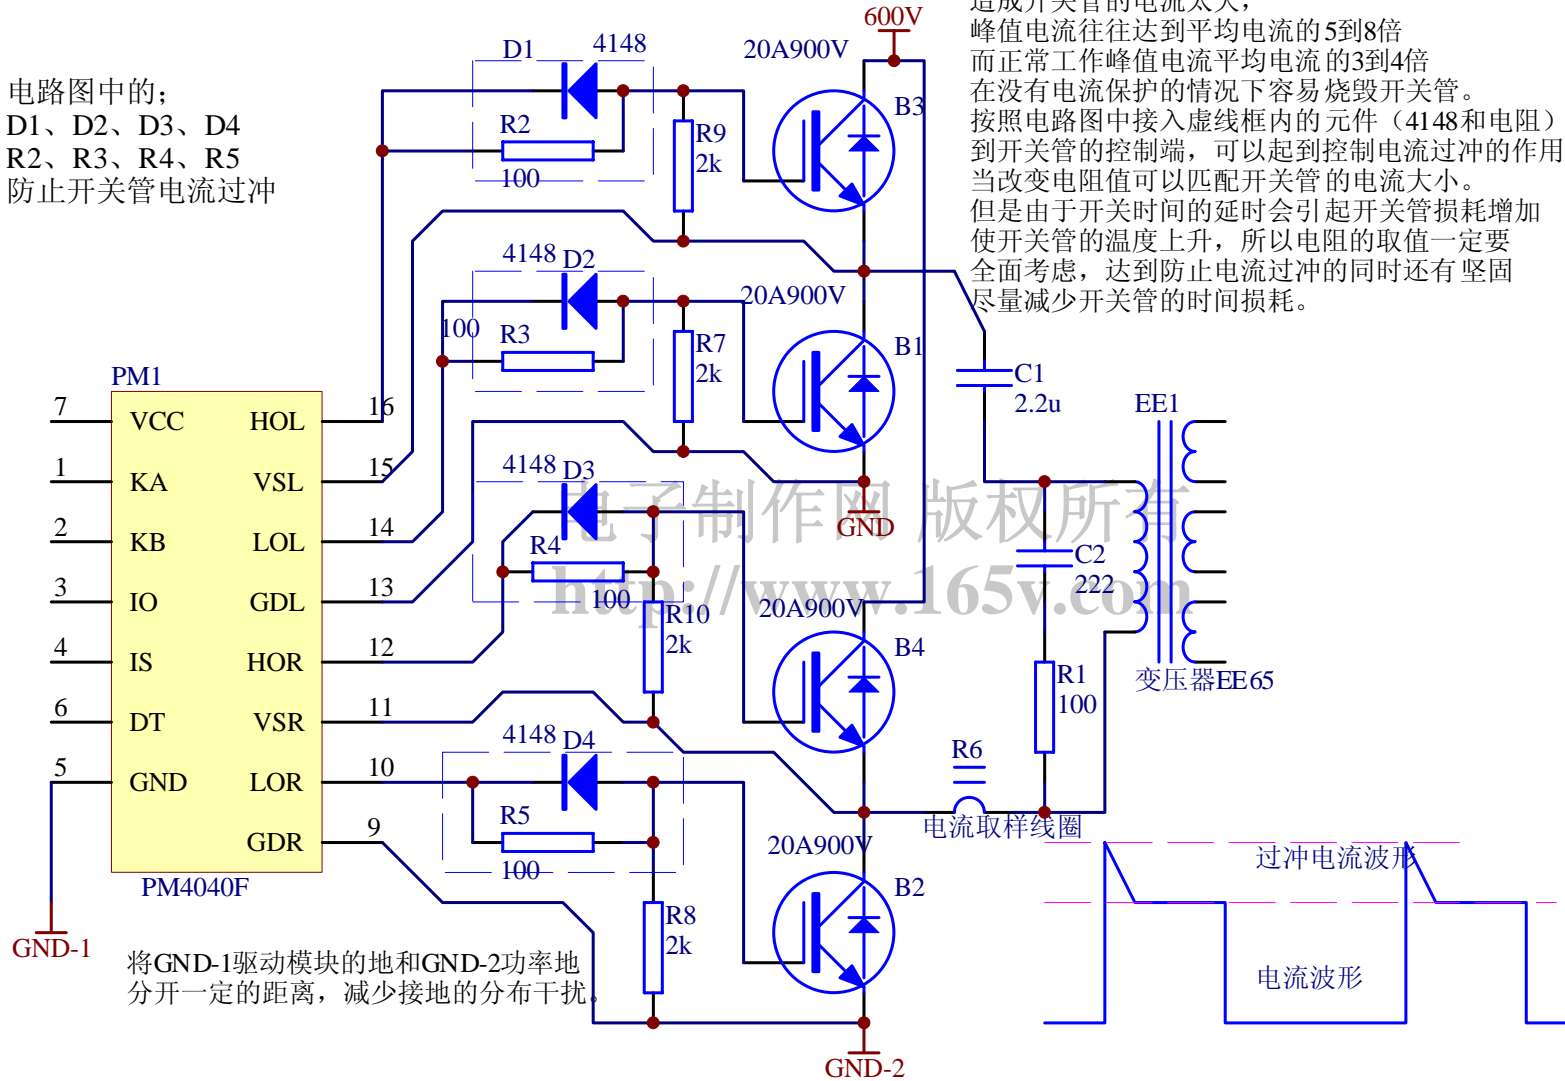 造成开关管的电流太大，
峰值电流往往达到平均电流的5到8倍
而正常工作峰值电流平均电流的3到4倍
在没有电流保护的情况下容易烧毁开关管。
按照电路图中接入虚线框内的元件（4148和电阻）
到开关管的控制端，可以起到控制电流过冲的作用
当改变电阻值可以匹配开关管的电流大小。
但是由于开关时间的延时会引起开关管损耗增加
使开关管的温度上升，所以电阻的取值一定要
全面考虑，达到防止电流过冲的同时还有坚固
尽量减少开关管的时间损耗。
电路图中的；
D1、D2、D3、D4
R2、R3、R4、R5
防止开关管电流过冲
600V
D1
4148
20A900V
B3
R2
100
R9
2k
4148
D2
20A900V
100
R3
R7
2k
B1
C1
2.2u
EE1
PM1
7
VCC
HOL
16
1
KA
VSL
15
2
KB
LOL
14
3
IO
GDL
13
4
IS
HOR
12
6
DT
VSR
11
5
GND
LOR
10
GDR
9
PM4040F
GND-1
4148
D3
GND
R4
100
R10
2k
20A900V
B4
C2
222
R1
100
变压器EE65
4148
D4
R5
100
R6
电流取样线圈
20A900V
B2
R8
2k
GND-2
将GND-1驱动模块的地和GND-2功率地
分开一定的距离，减少接地的分布干扰。
过冲电流波形
电流波形
电子制作网 版权所有
http://www.165v.com